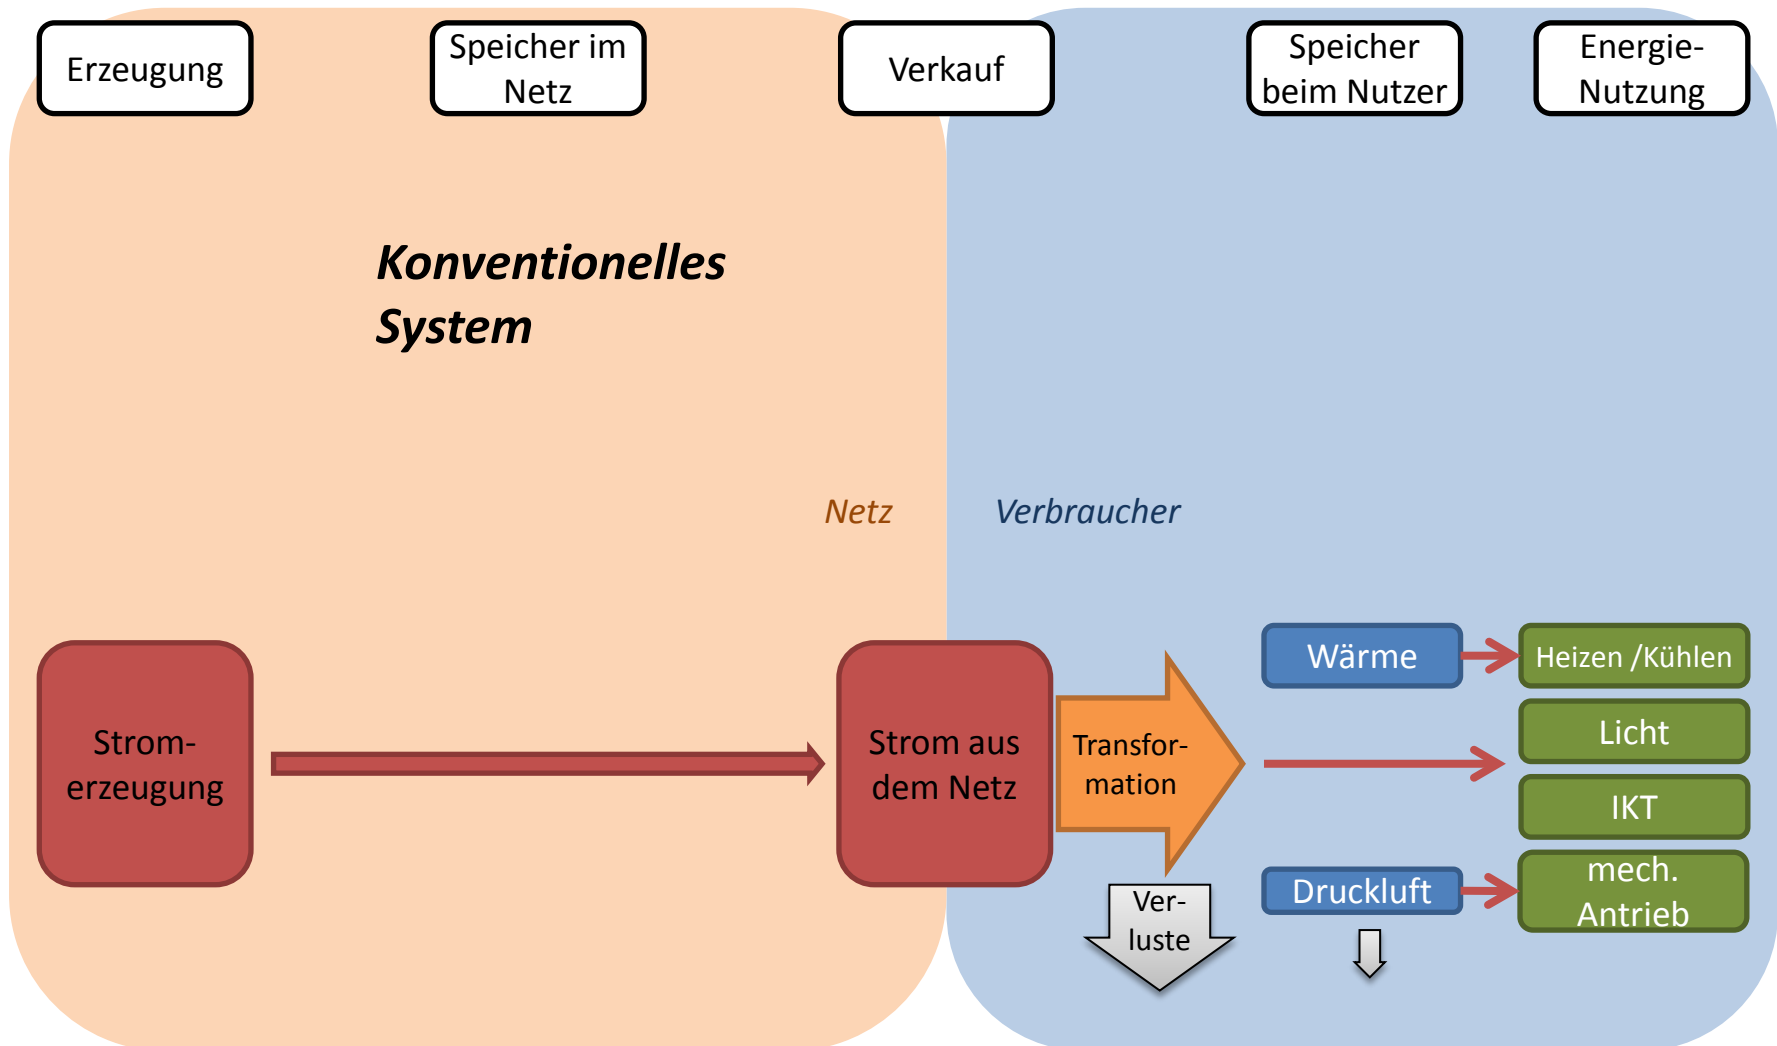 Erzeugung
Speicher im
Netz
Verkauf
Speicher
beim Nutzer
Energie-
Nutzung
Konventionelles
System
Netz
Verbraucher
Strom-
erzeugung
Strom aus
dem Netz
Transfor-
mation
Ver-
luste
Wärme
Druckluft
Heizen /Kühlen
Licht
IKT
mech.
Antrieb